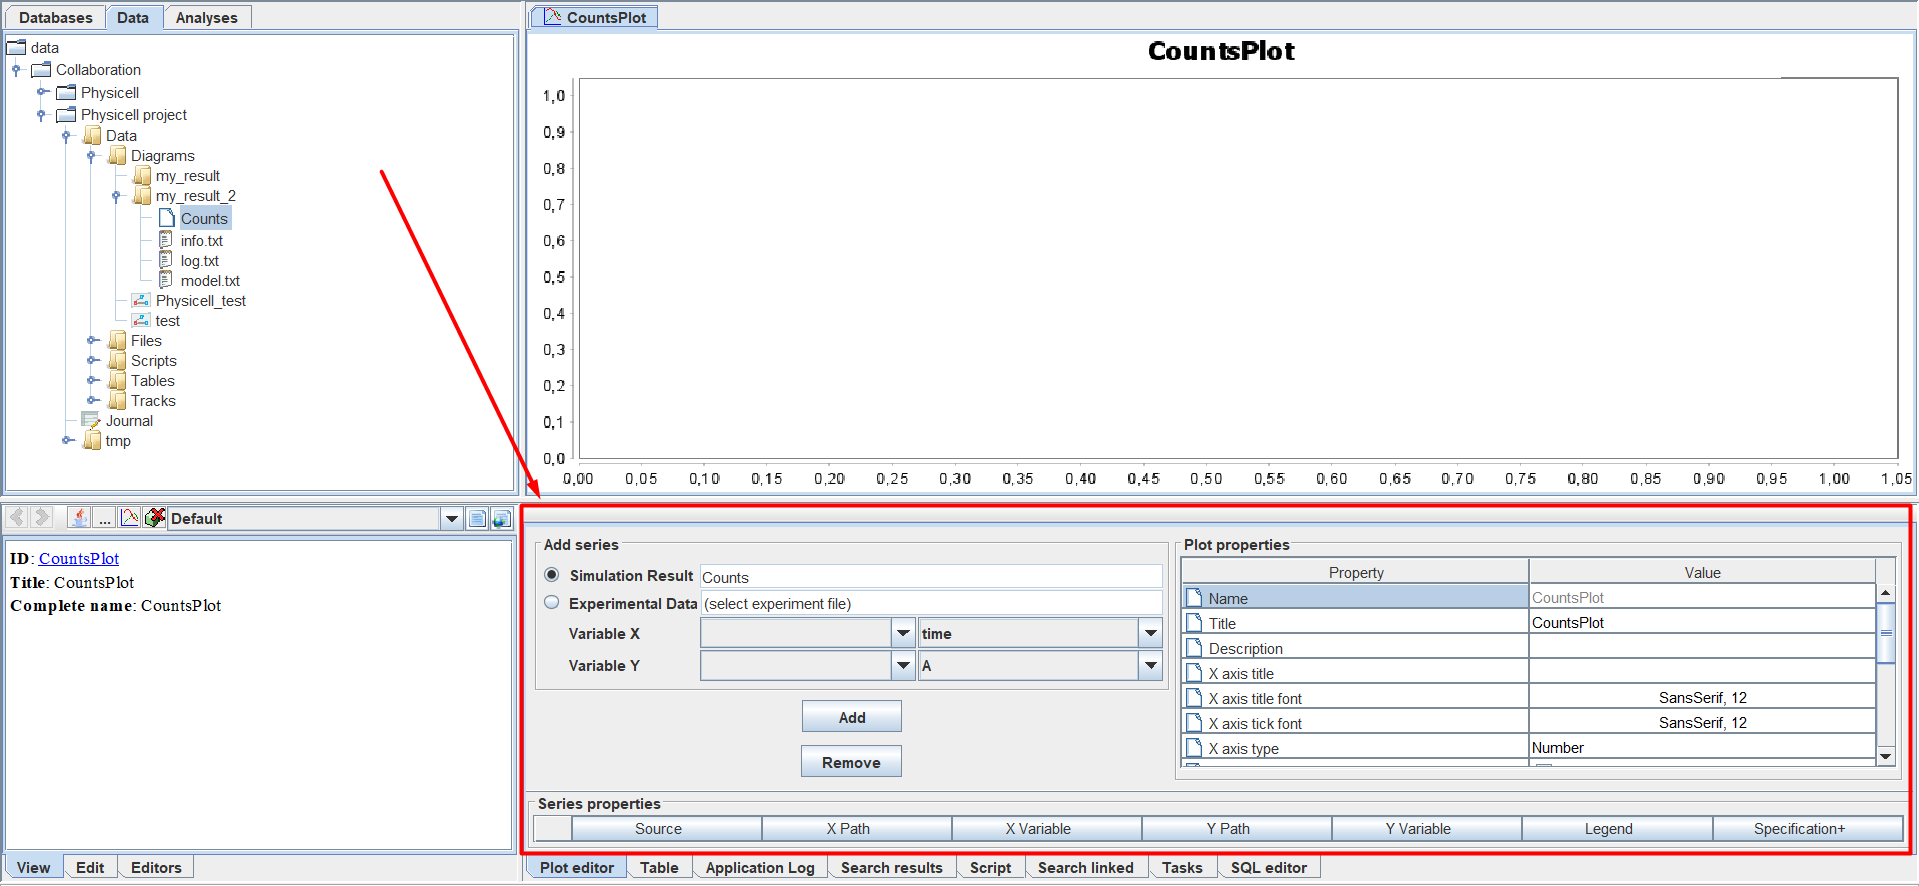 Databases
Data
Analyses
data
Collaboration
Physicell
Physicell project
Data
Diagrams
my_result
my_result_2
Counts
info.txt
log.txt
model.txt
Physicell_test
test
Files
Scripts
Tables
Tracks
Journal
tmp
CountsPlot
CountsPlot
1,0
0,9
0,8
0,7
0,6
0,5
0,4
0,3
0,2
0,1
0,0
0,00 0,05 0,10 0,15 0,20 0,25 0,30 0,35 0,40 0,45 0,50 0,55 0,60 0,65 0,70 0,75 0,80 0,85 0,90 0,95 1,00 1,05
... Default
ID: CountsPlot
Title: CountsPlot
Complete name: CountsPlot
View
Edit
Editors
Add series
Simulation Result Counts
Experimental Data (select experiment file)
Variable X time
Variable Y A
Add
Remove
Plot properties
Property Value
Name CountsPlot
Title CountsPlot
Description
X axis title
X axis title font SansSerif, 12
X axis tick font SansSerif, 12
X axis type Number
Series properties
Source X Path X Variable Y Path Y Variable Legend Specification+
Plot editor Table Application Log Search results Script Search linked Tasks SQL editor